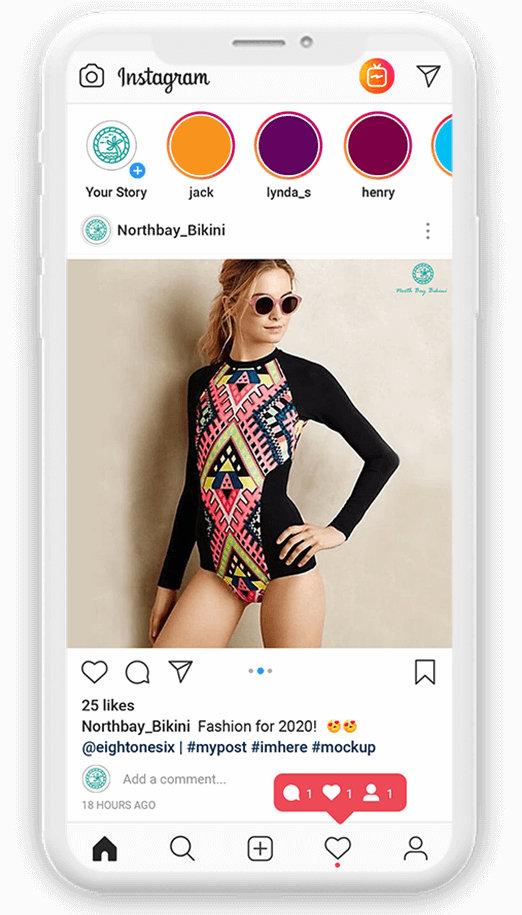 Instagram
Your Story
jack
lynda_s
henry
Northbay_Bikini
North Bay Bikini
25 likes
Northbay_Bikini Fashion for 2020! 😍😍
@eightonesix | #mypost #imhere #mockup
Add a comment...
1 1 1
18 HOURS AGO